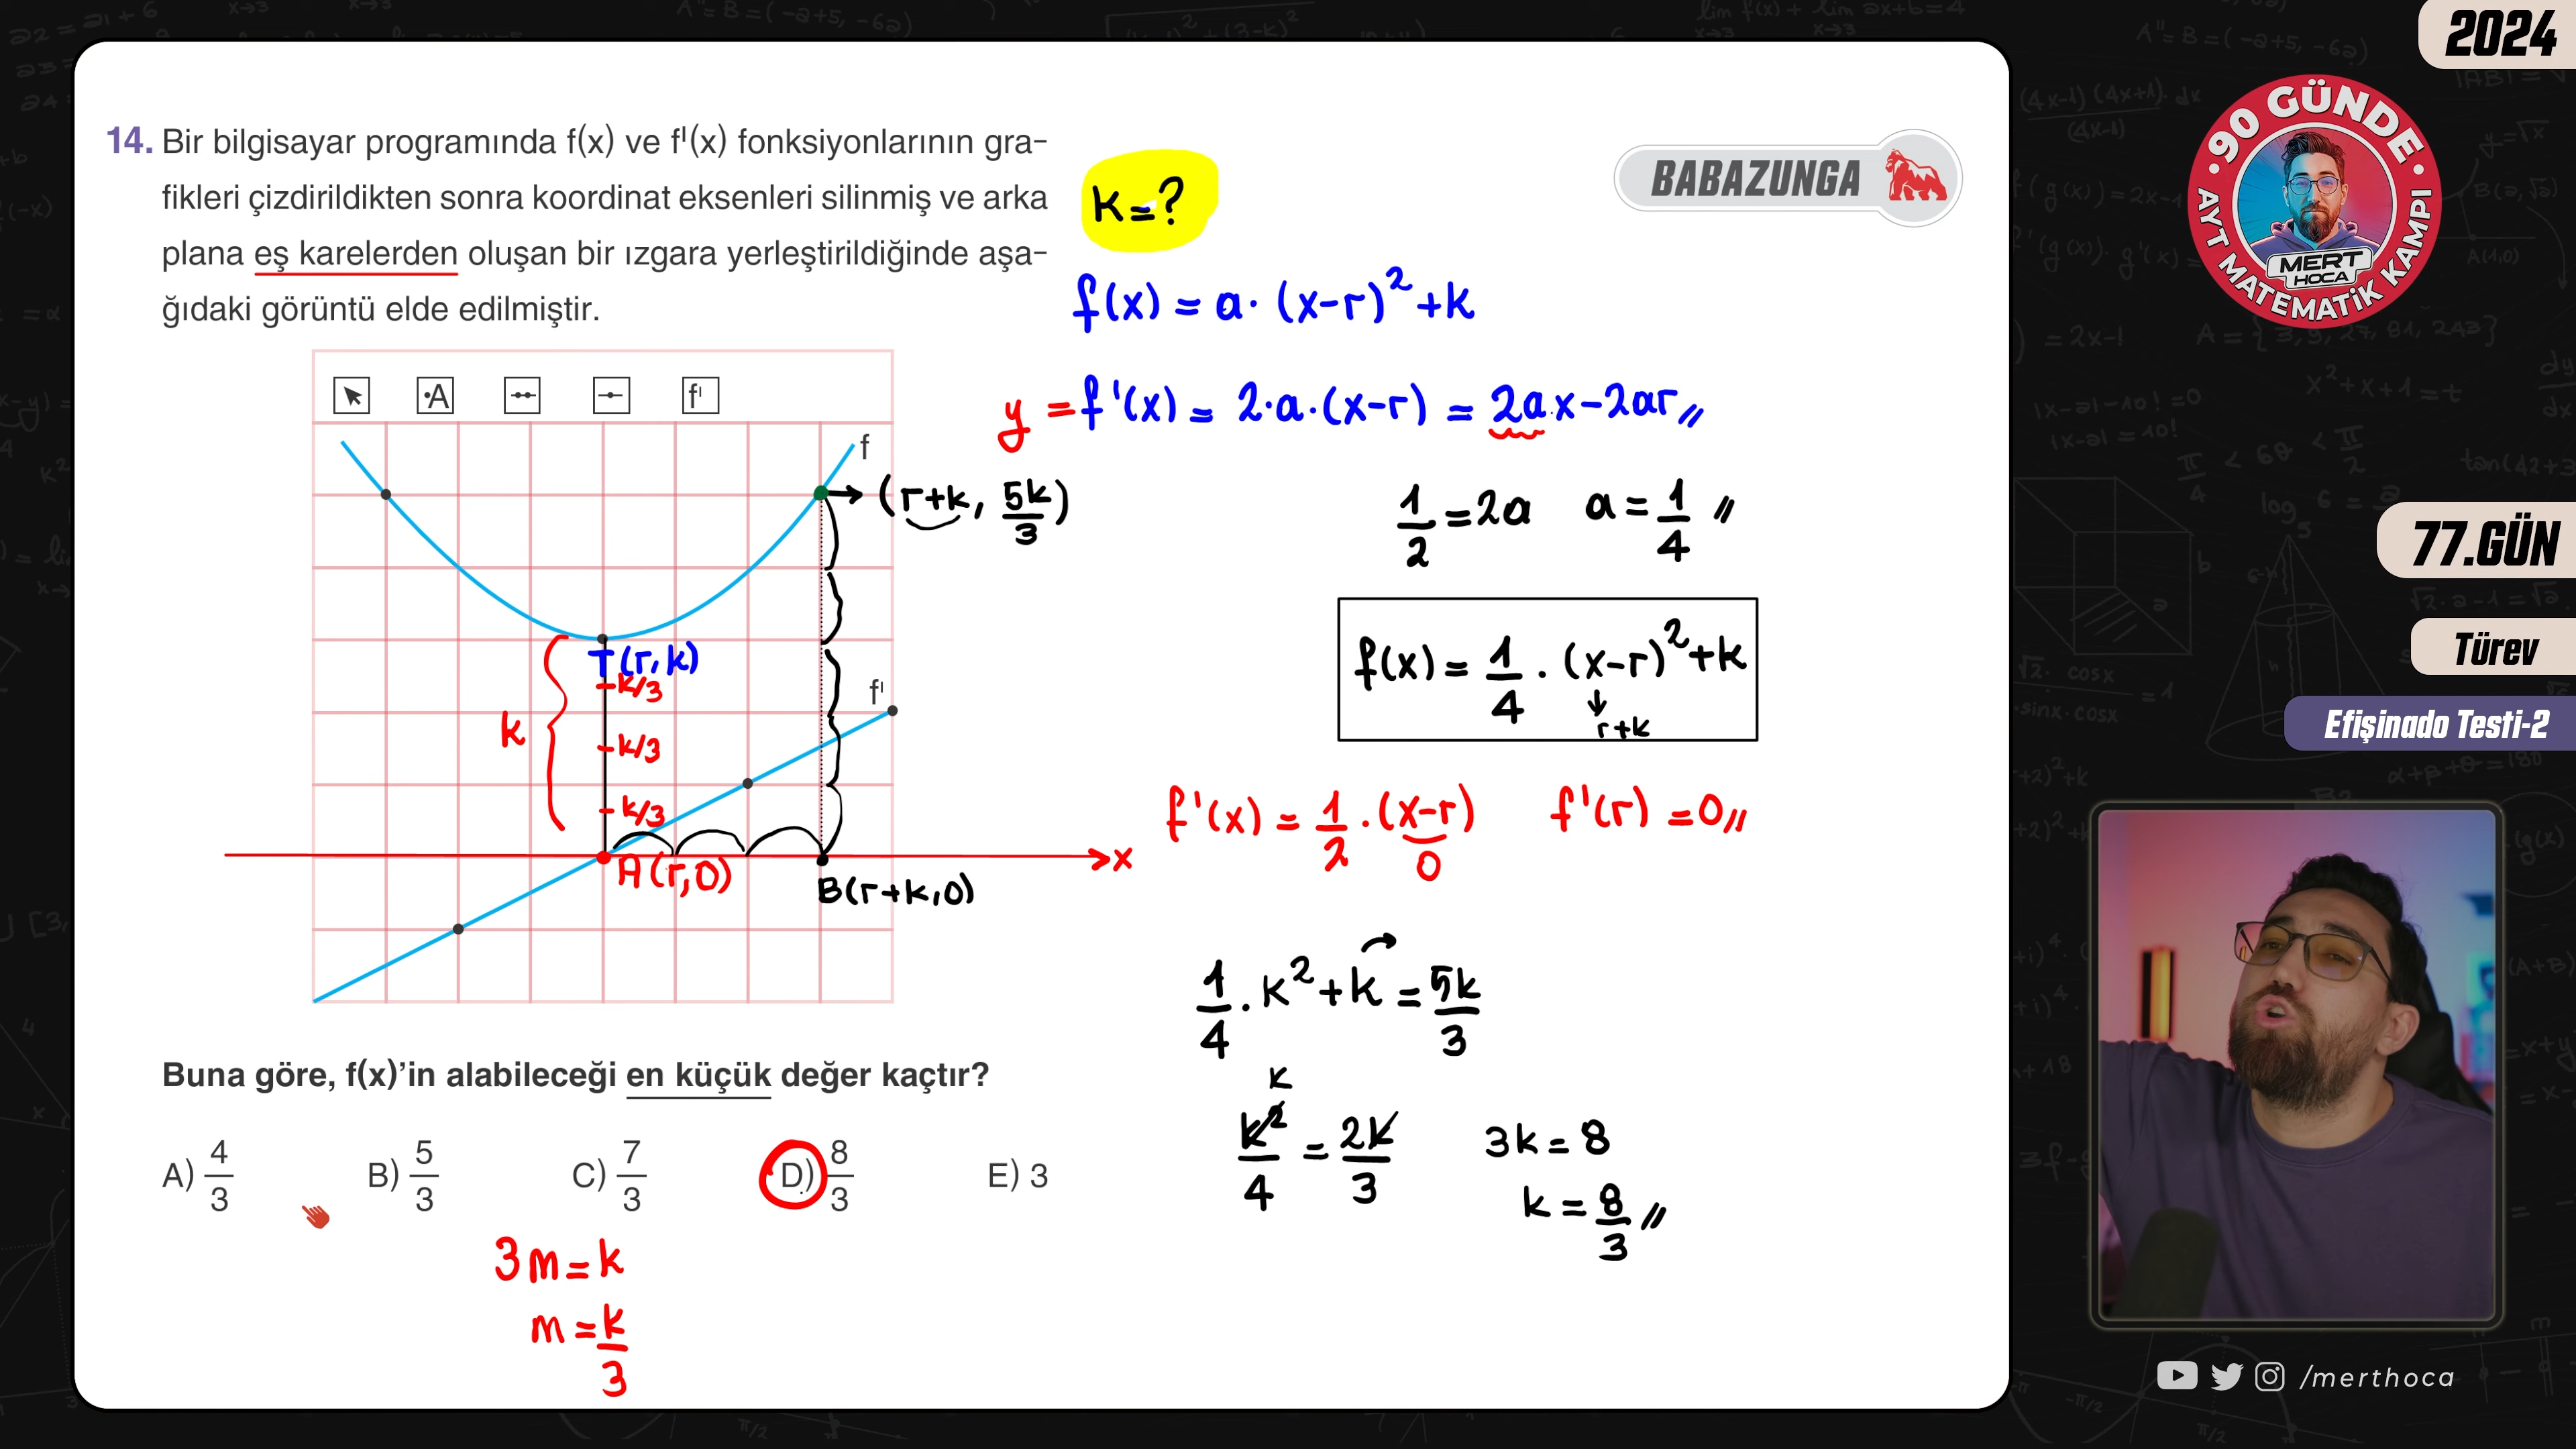 2024
90 GÜNDE
AYT MATEMATİK KAMPI
MERT HOCA
BABAZUNGA
14. Bir bilgisayar programında f(x) ve f'(x) fonksiyonlarının gra-
fikleri çizdirildikten sonra koordinat eksenleri silinmiş ve arka
plana eş karelerden oluşan bir ızgara yerleştirildiğinde aşa-
ğıdaki görüntü elde edilmiştir.
k=?
f(x) = a·(x-r)²+k
y = f'(x) = 2·a·(x-r) = 2a·x-2ar//
1/2=2a a=1/4 //
f(x) = 1/4 · (x-r)²+k
↓
r+k
f'(x) = 1/2 · (x-r) f'(r) = 0//
0
1/4 · k²+k = 5k/3
k
k²/4 = 2k/3 3k=8
k=8/3 //
•A
f'
f
(r+k, 5k/3)
T(r,k)
k/3
f'
k
k/3
k/3
x
A(r,0)
B(r+k,0)
Buna göre, f(x)'in alabileceği en küçük değer kaçtır?
A) 4/3 B) 5/3 C) 7/3 D) 8/3 E) 3
3m=k
m=k/3
77.GÜN
Türev
Efişinado Testi-2
/merthoca